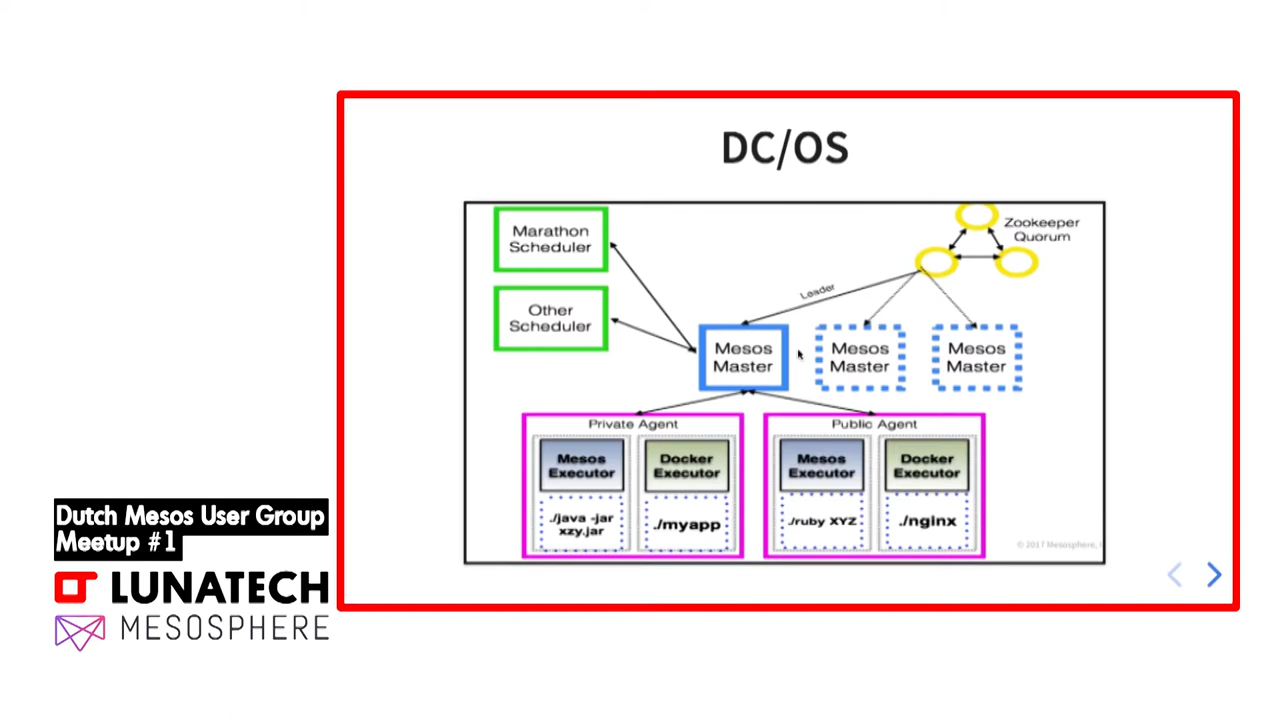 DC/OS
Marathon
Scheduler
Zookeeper
Quorum
Other
Scheduler
Leader
Mesos
Master
Mesos
Master
Mesos
Master
Private Agent
Public Agent
Mesos
Executor
Docker
Executor
Mesos
Executor
Docker
Executor
./java -jar
xzy.jar
./myapp
./ruby XYZ
./nginx
© 2017 Mesosphere, I
Dutch Mesos User Group
Meetup #1
LUNATECH
MESOSPHERE